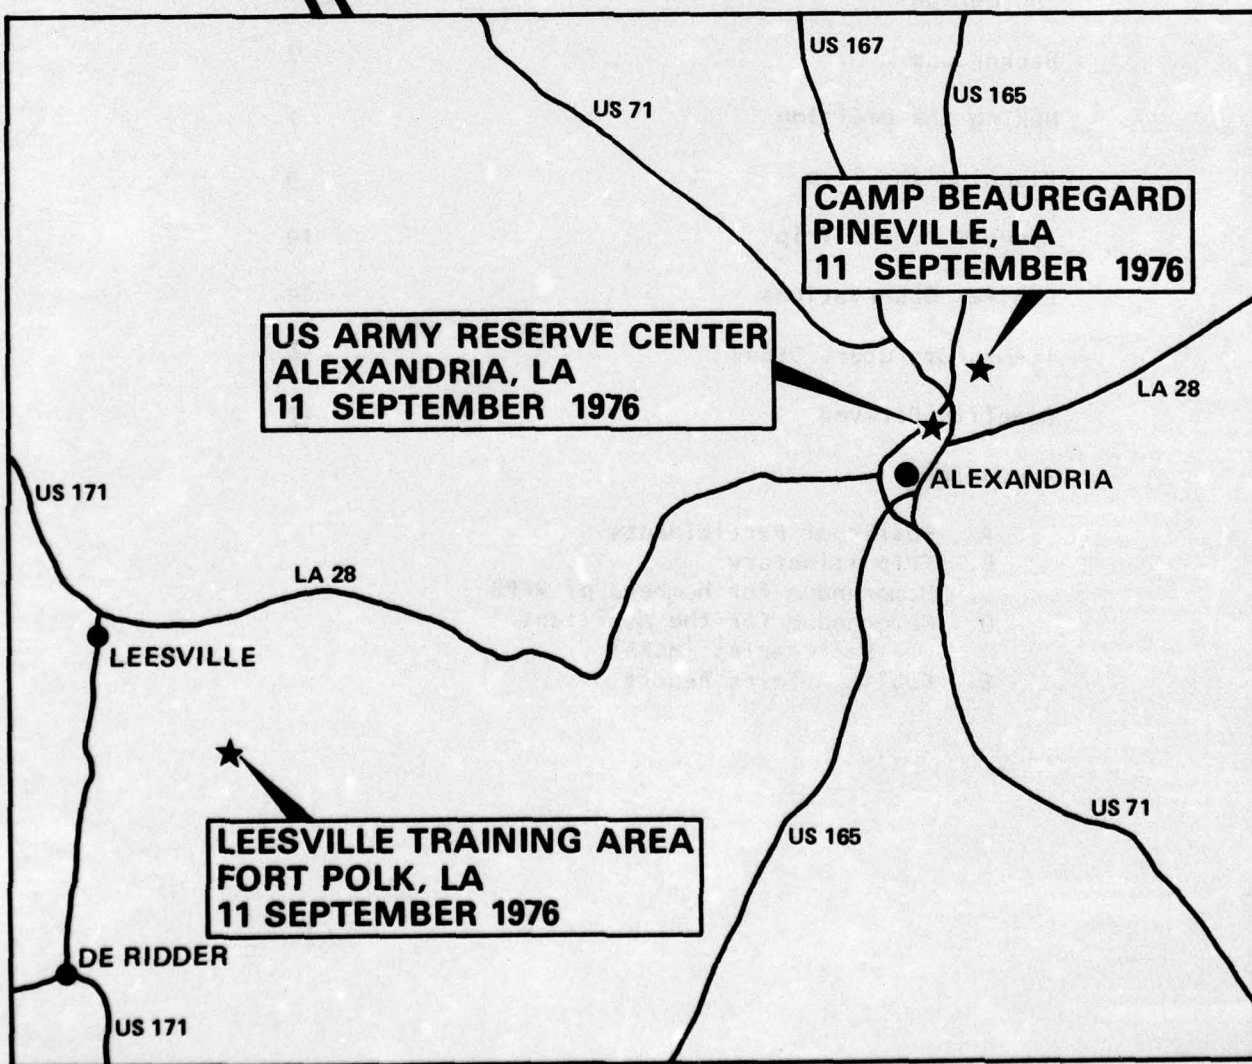 US 167
US 165
US 71
CAMP BEAUREGARD
PINEVILLE, LA
11 SEPTEMBER 1976
US ARMY RESERVE CENTER
ALEXANDRIA, LA
11 SEPTEMBER 1976
LA 28
ALEXANDRIA
US 171
LA 28
LEESVILLE
LEESVILLE TRAINING AREA
FORT POLK, LA
11 SEPTEMBER 1976
US 71
US 165
DE RIDDER
US 171